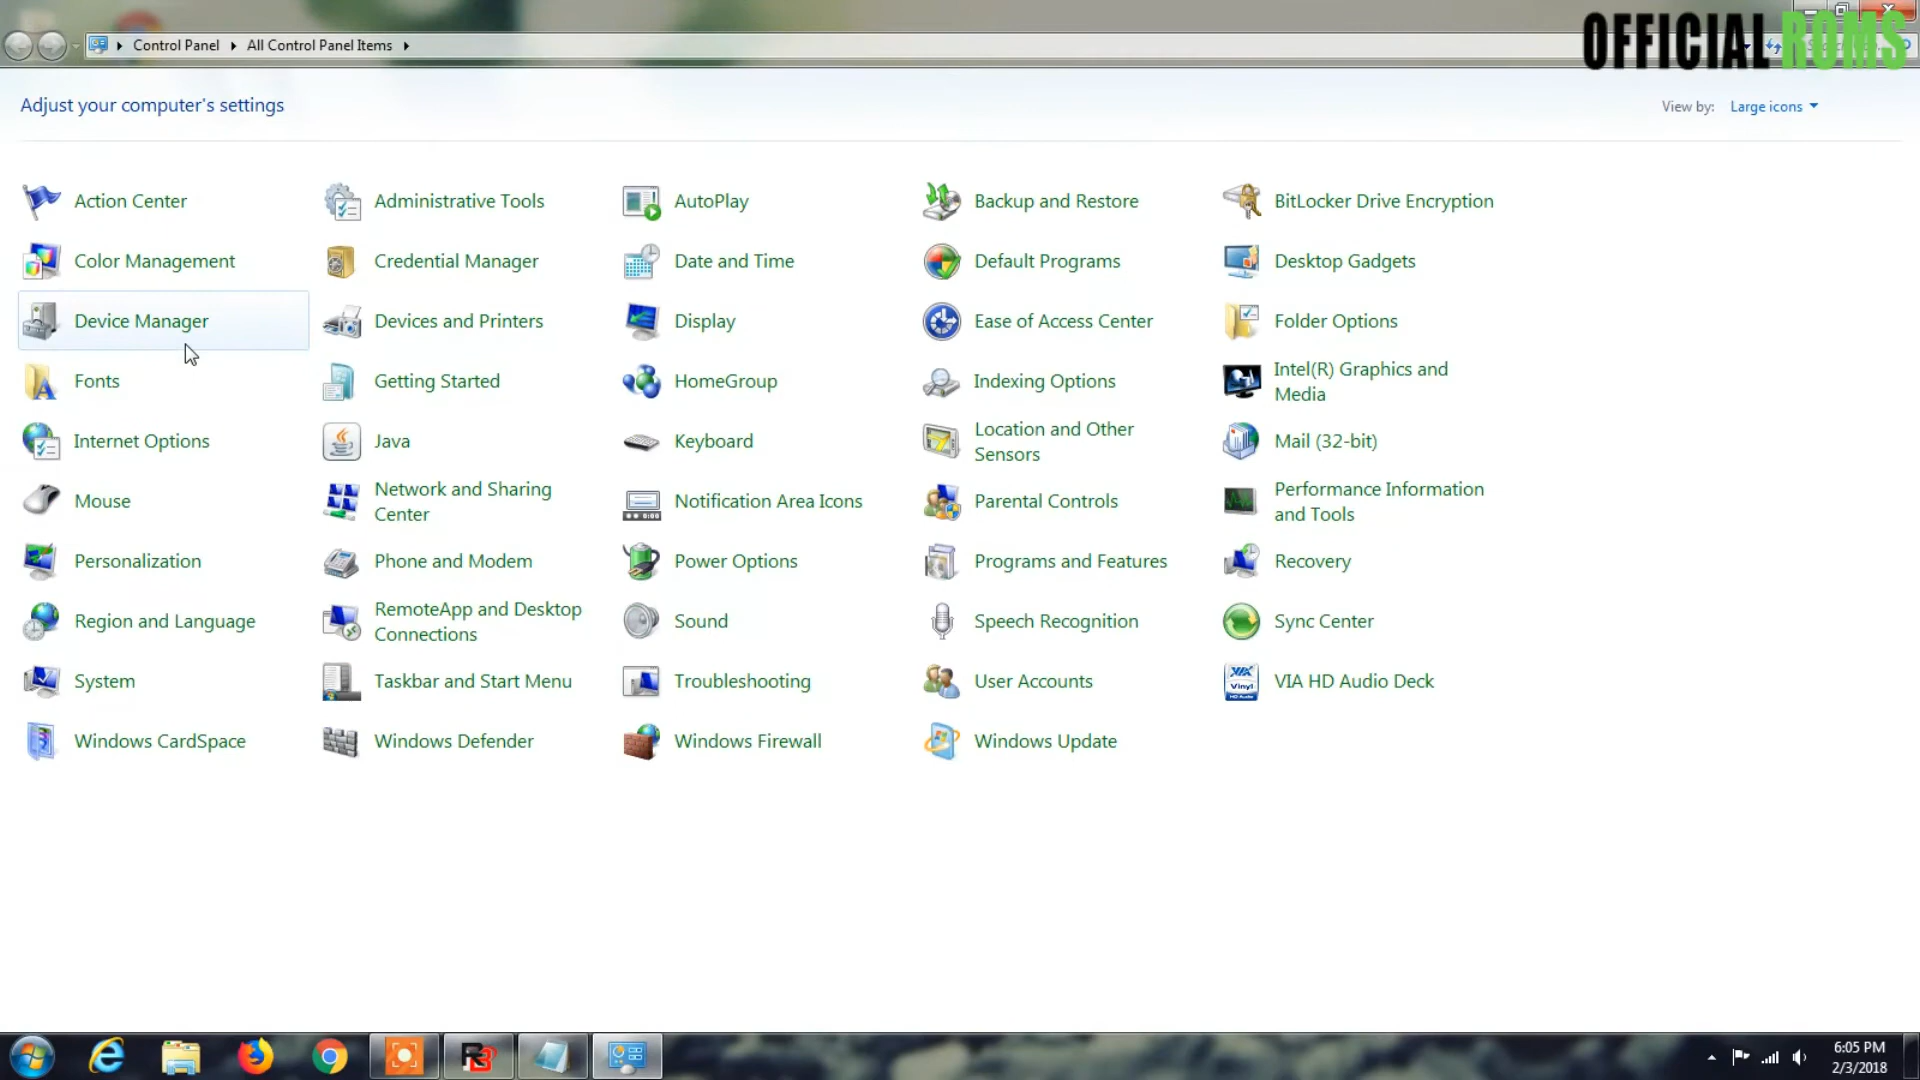 OFFICIAL ROMS
Control Panel
All Control Panel Items
Adjust your computer's settings
View by: Large icons
Action Center
Administrative Tools
AutoPlay
Backup and Restore
BitLocker Drive Encryption
Color Management
Credential Manager
Date and Time
Default Programs
Desktop Gadgets
Device Manager
Devices and Printers
Display
Ease of Access Center
Folder Options
Fonts
Getting Started
HomeGroup
Indexing Options
Intel(R) Graphics and
Media
Internet Options
Java
Keyboard
Location and Other
Sensors
Mail (32-bit)
Mouse
Network and Sharing
Center
Notification Area Icons
Parental Controls
Performance Information
and Tools
Personalization
Phone and Modem
Power Options
Programs and Features
Recovery
Region and Language
RemoteApp and Desktop
Connections
Sound
Speech Recognition
Sync Center
System
Taskbar and Start Menu
Troubleshooting
User Accounts
VIA HD Audio Deck
Windows CardSpace
Windows Defender
Windows Firewall
Windows Update
6:05 PM
2/3/2018